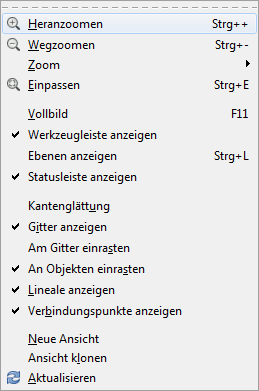 Heranzoomen Strg++
Wegzoomen Strg+-
Zoom
Einpassen Strg+E
Vollbild F11
Werkzeugleiste anzeigen
Ebenen anzeigen Strg+L
Statusleiste anzeigen
Kantenglättung
Gitter anzeigen
Am Gitter einrasten
An Objekten einrasten
Lineale anzeigen
Verbindungspunkte anzeigen
Neue Ansicht
Ansicht klonen
Aktualisieren